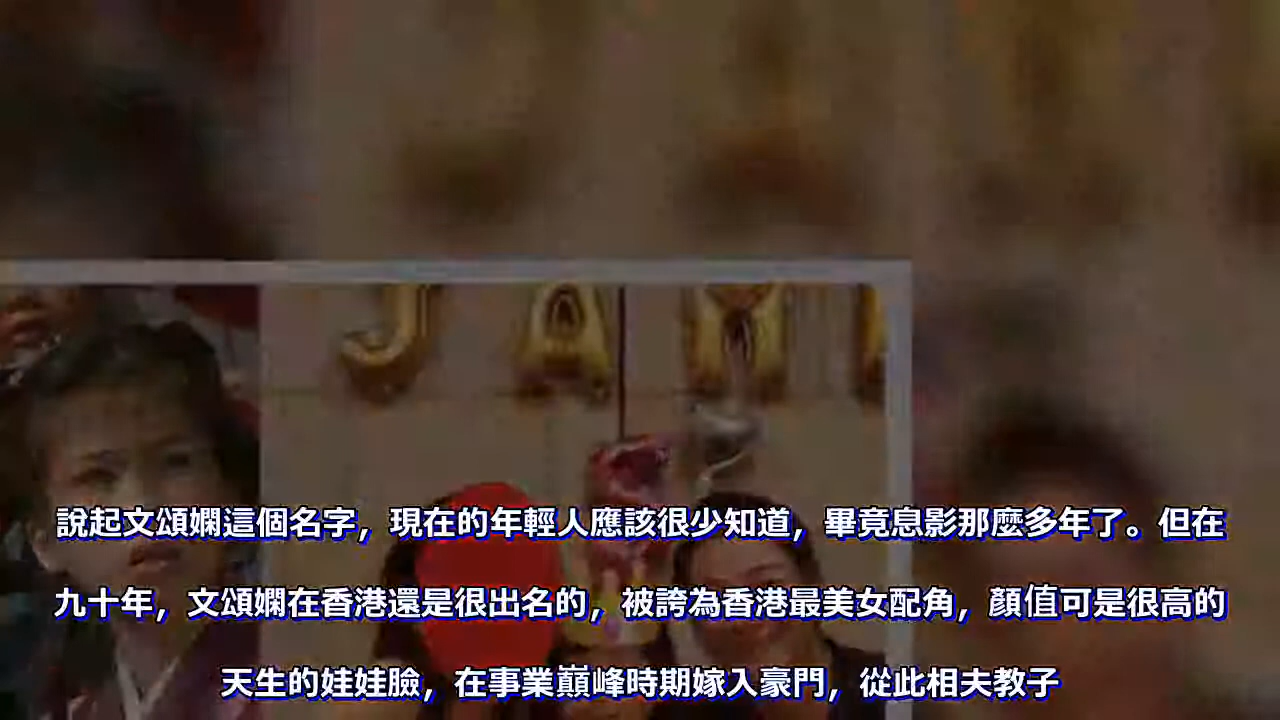 JAM
說起文頌嫻這個名字，現在的年輕人應該很少知道，畢竟息影那麼多年了。但在
九十年，文頌嫻在香港還是很出名的，被誇為香港最美女配角，顏值可是很高的
天生的娃娃臉，在事業巔峰時期嫁入豪門，從此相夫教子